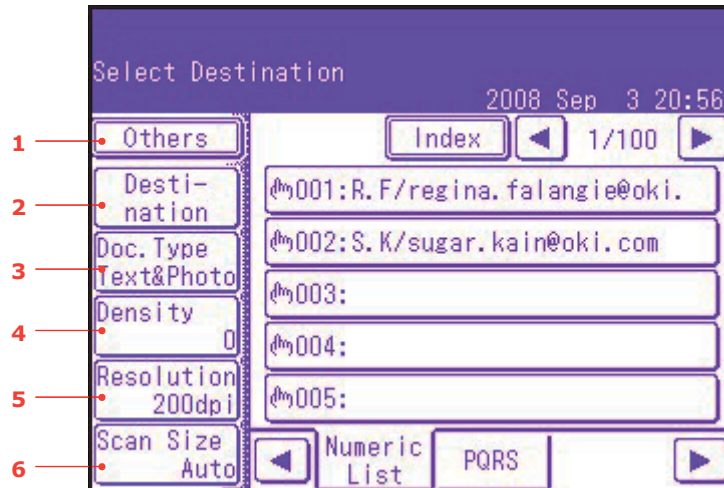 Select Destination
2008 Sep 3 20:56
1
Others
Index
1/100
2
Desti-
nation
001:R.F/regina.falangie@oki.
3
Doc.Type
Text&Photo
002:S.K/sugar.kain@oki.com
003:
4
Density
0
004:
5
Resolution
200dpi
005:
6
Scan Size
Auto
Numeric
List
PQRS